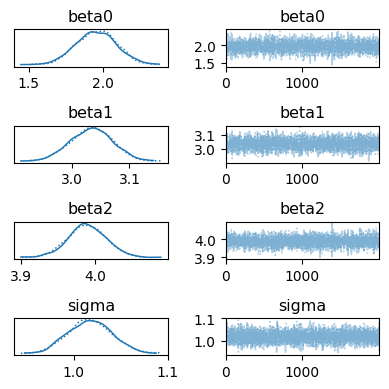 beta0 beta0
2.0
1.5
1.5 2.0 0 1000
beta1 beta1
3.1
3.0
3.0 3.1 0 1000
beta2 beta2
4.0
3.9
3.9 4.0 0 1000
sigma sigma
1.1
1.0
1.0 1.1 0 1000